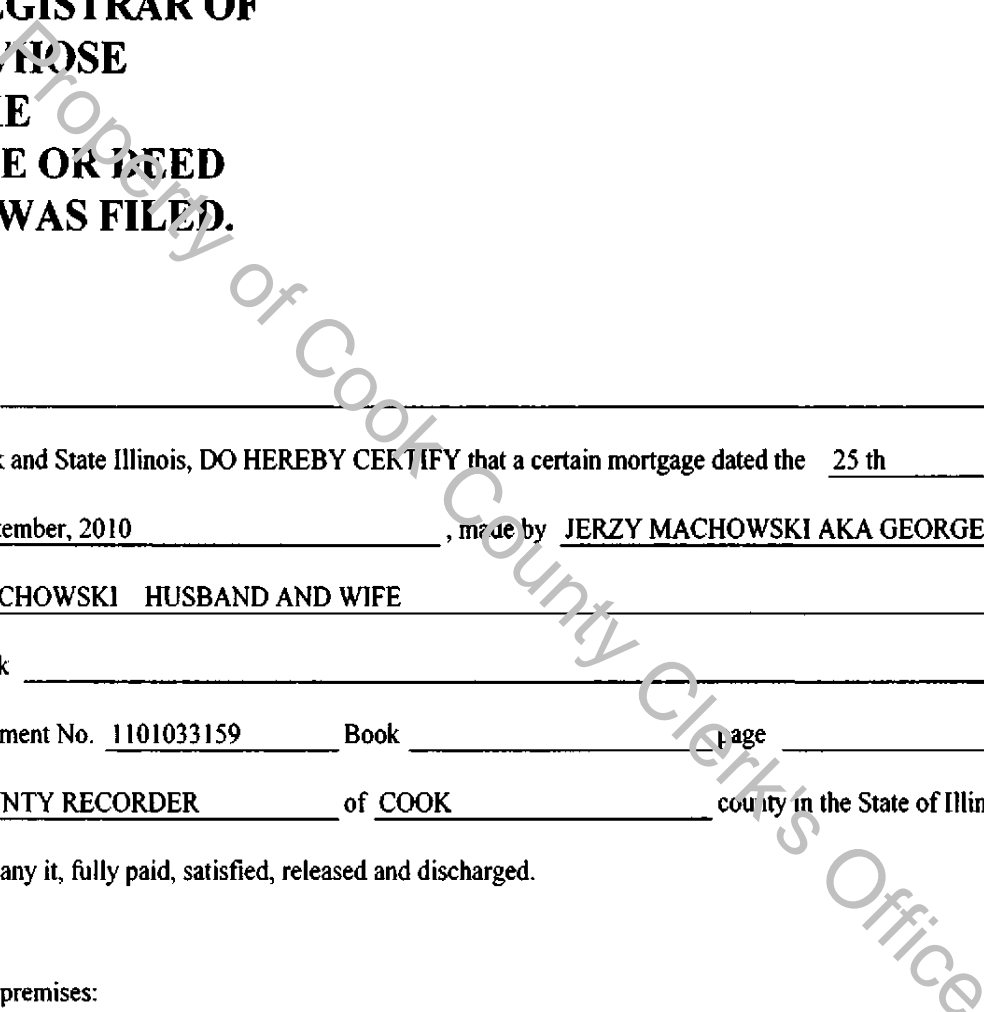 EGISTRAR OF
WHOSE
HE
E OR DEED
WAS FILED.
k and State Illinois, DO HEREBY CERTIFY that a certain mortgage dated the 25 th
tember, 2010 , made by JERZY MACHOWSKI AKA GEORGE
CHOWSKI HUSBAND AND WIFE
k
ment No. 1101033159 Book page
NTY RECORDER of COOK county in the State of Illin
any it, fully paid, satisfied, released and discharged.
premises:
Property of Cook County Clerk's Office